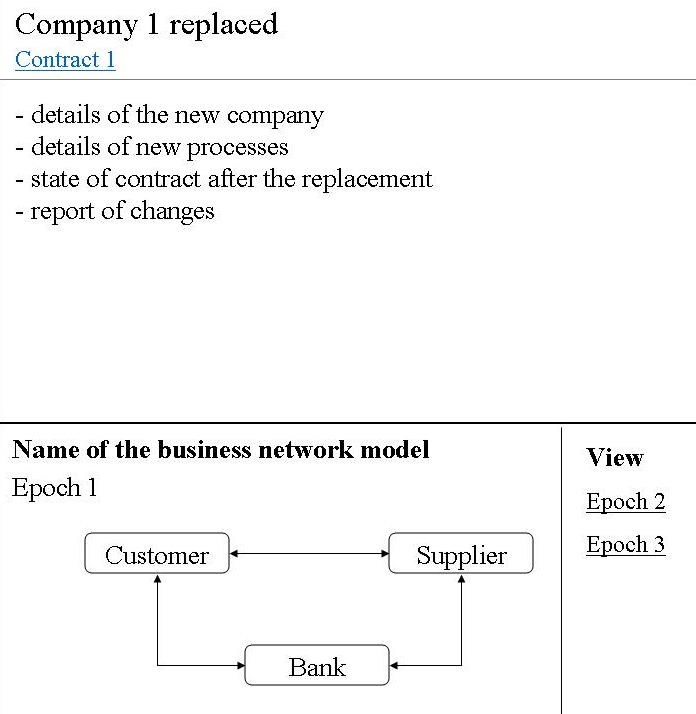 Company 1 replaced
Contract 1
- details of the new company
- details of new processes
- state of contract after the replacement
- report of changes
Name of the business network model
Epoch 1
Customer
Supplier
Bank
View
Epoch 2
Epoch 3